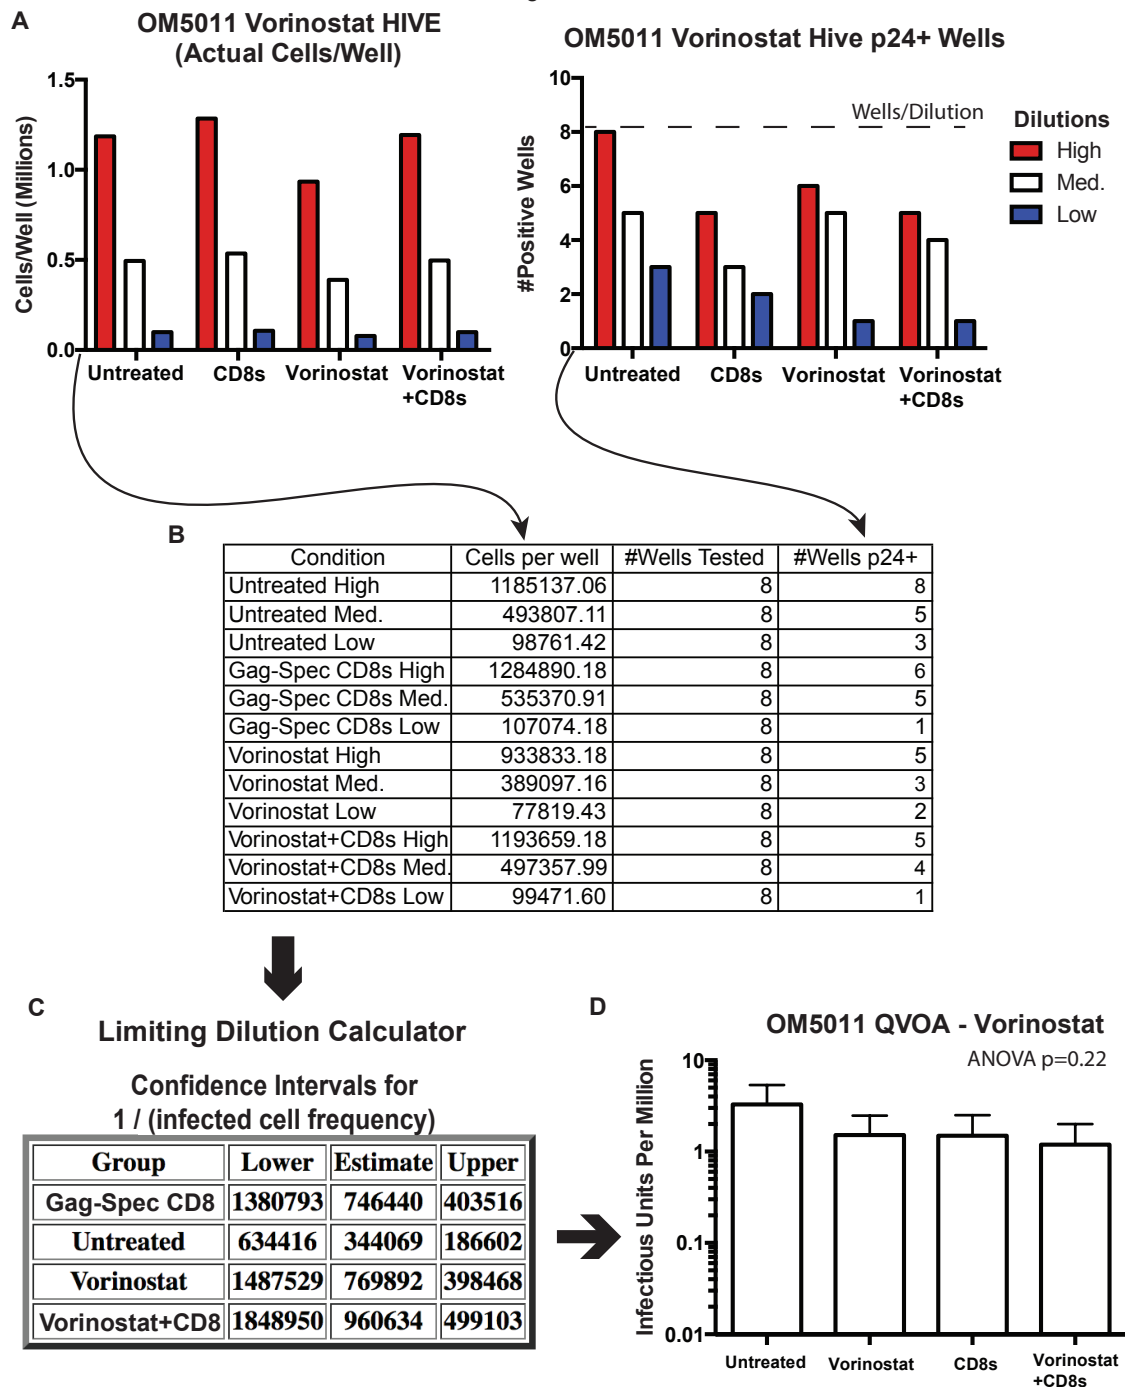 A
OM5011 Vorinostat HIVE
(Actual Cells/Well)
Cells/Well (Millions)
1.5
1.0
0.5
0.0
Untreated CD8s Vorinostat Vorinostat
+CD8s
OM5011 Vorinostat Hive p24+ Wells
#Positive Wells
10
8
6
4
2
0
Wells/Dilution
Untreated CD8s Vorinostat Vorinostat
+CD8s
Dilutions
High
Med.
Low
B
Condition Cells per well #Wells Tested #Wells p24+
Untreated High 1185137.06 8 8
Untreated Med. 493807.11 8 5
Untreated Low 98761.42 8 3
Gag-Spec CD8s High 1284890.18 8 6
Gag-Spec CD8s Med. 535370.91 8 5
Gag-Spec CD8s Low 107074.18 8 1
Vorinostat High 933833.18 8 5
Vorinostat Med. 389097.16 8 3
Vorinostat Low 77819.43 8 2
Vorinostat+CD8s High 1193659.18 8 5
Vorinostat+CD8s Med. 497357.99 8 4
Vorinostat+CD8s Low 99471.60 8 1
C
Limiting Dilution Calculator
Confidence Intervals for
1 / (infected cell frequency)
Group Lower Estimate Upper
Gag-Spec CD8 1380793 746440 403516
Untreated 634416 344069 186602
Vorinostat 1487529 769892 398468
Vorinostat+CD8 1848950 960634 499103
D
OM5011 QVOA - Vorinostat
ANOVA p=0.22
Infectious Units Per Million
10
1
0.1
0.01
Untreated Vorinostat CD8s Vorinostat
+CD8s